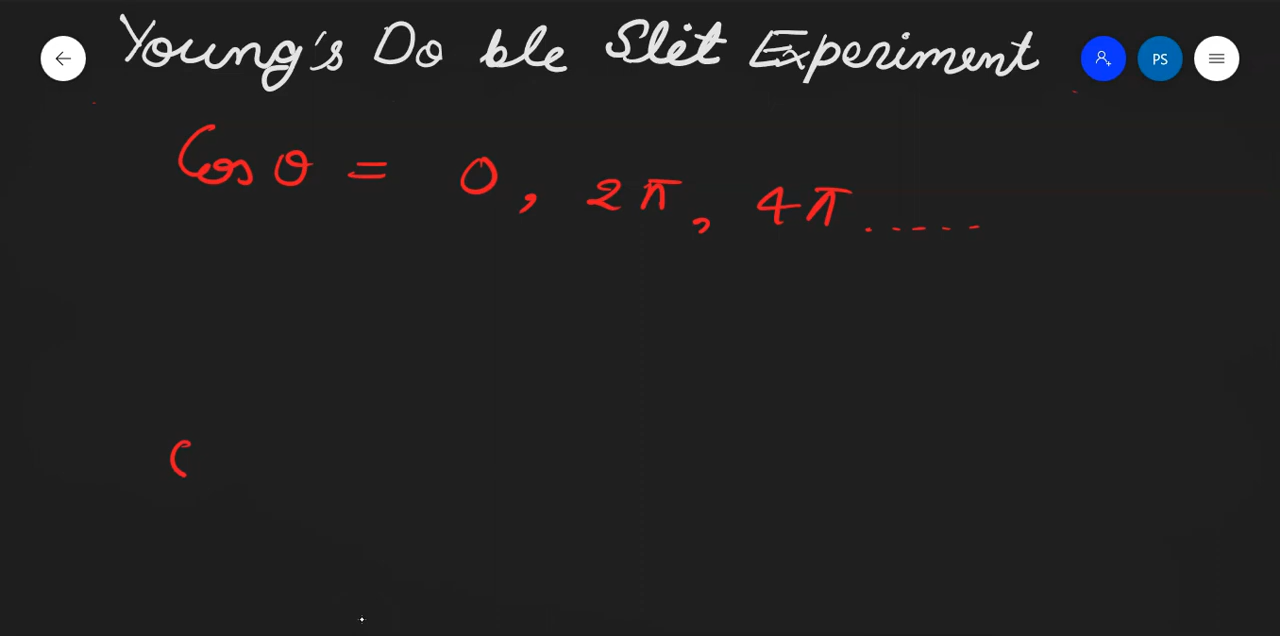 Young's Do ble Slit Experiment
PS
Cos θ = 0, 2π, 4π.....
(